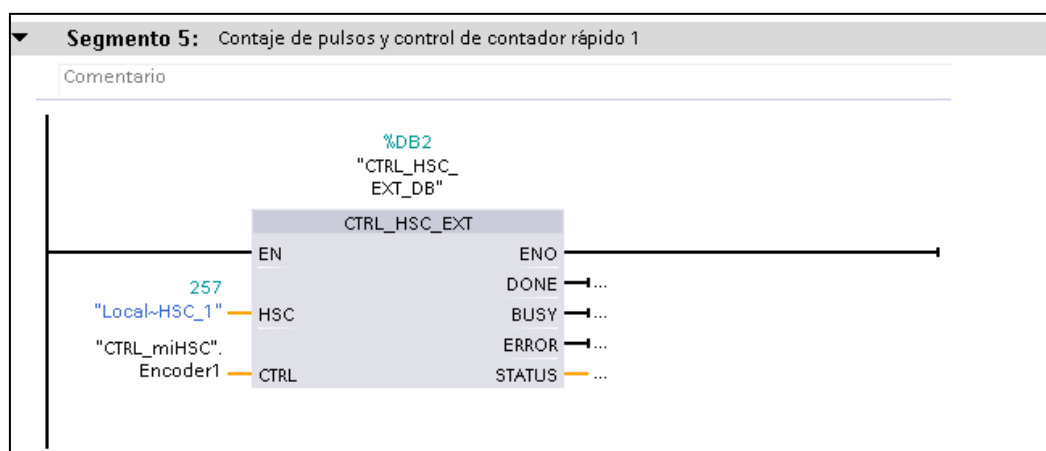 Segmento 5: Contaje de pulsos y control de contador rápido 1
Comentario
%DB2
"CTRL_HSC_
EXT_DB"
CTRL_HSC_EXT
EN ENO
257 DONE ...
"Local~HSC_1" HSC BUSY ...
"CTRL_miHSC". ERROR ...
Encoder1 CTRL STATUS ...